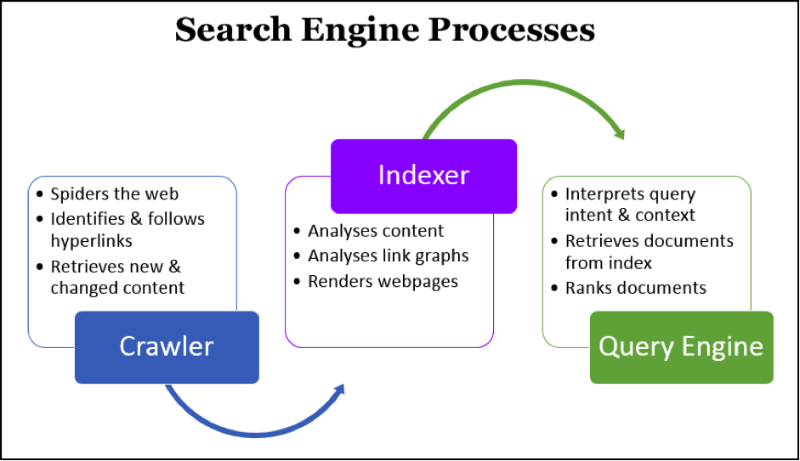 Search Engine Processes
• Spiders the web
• Identifies & follows
hyperlinks
• Retrieves new &
changed content
Crawler
Indexer
• Analyses content
• Analyses link graphs
• Renders webpages
• Interprets query
intent & context
• Retrieves documents
from index
• Ranks documents
Query Engine